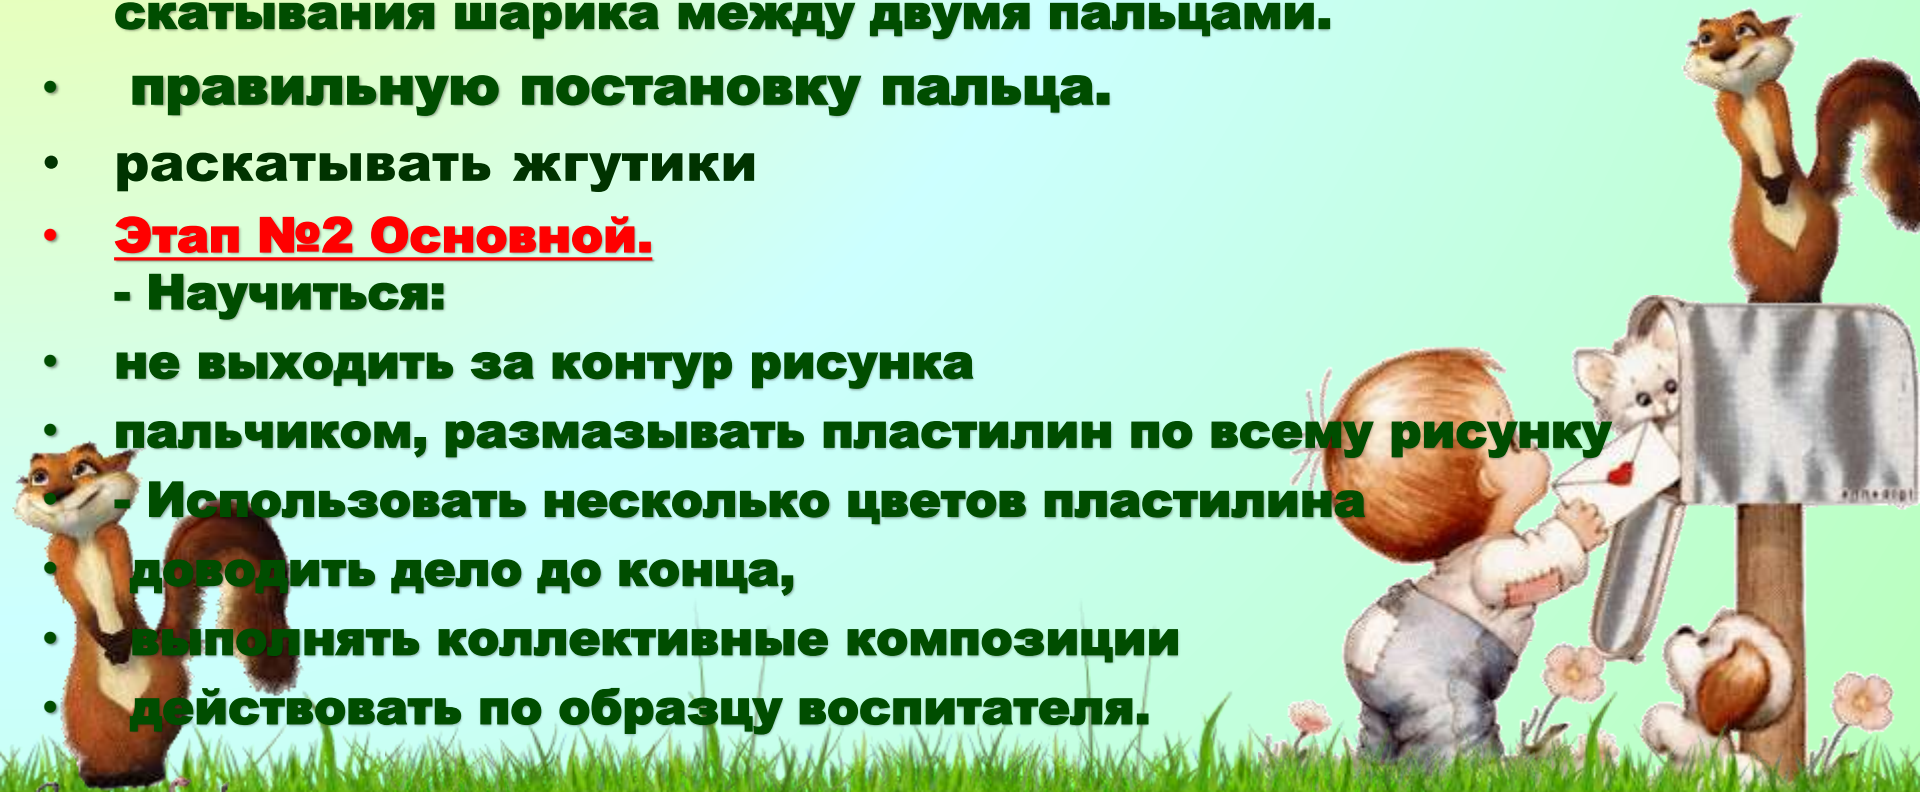 скатывания шарика между двумя пальцами.
• правильную постановку пальца.
• раскатывать жгутики
• Этап №2 Основной.
- Научиться:
• не выходить за контур рисунка
• пальчиком, размазывать пластилин по всему рисунку
• - Использовать несколько цветов пластилина
• доводить дело до конца,
• выполнять коллективные композиции
• действовать по образцу воспитателя.